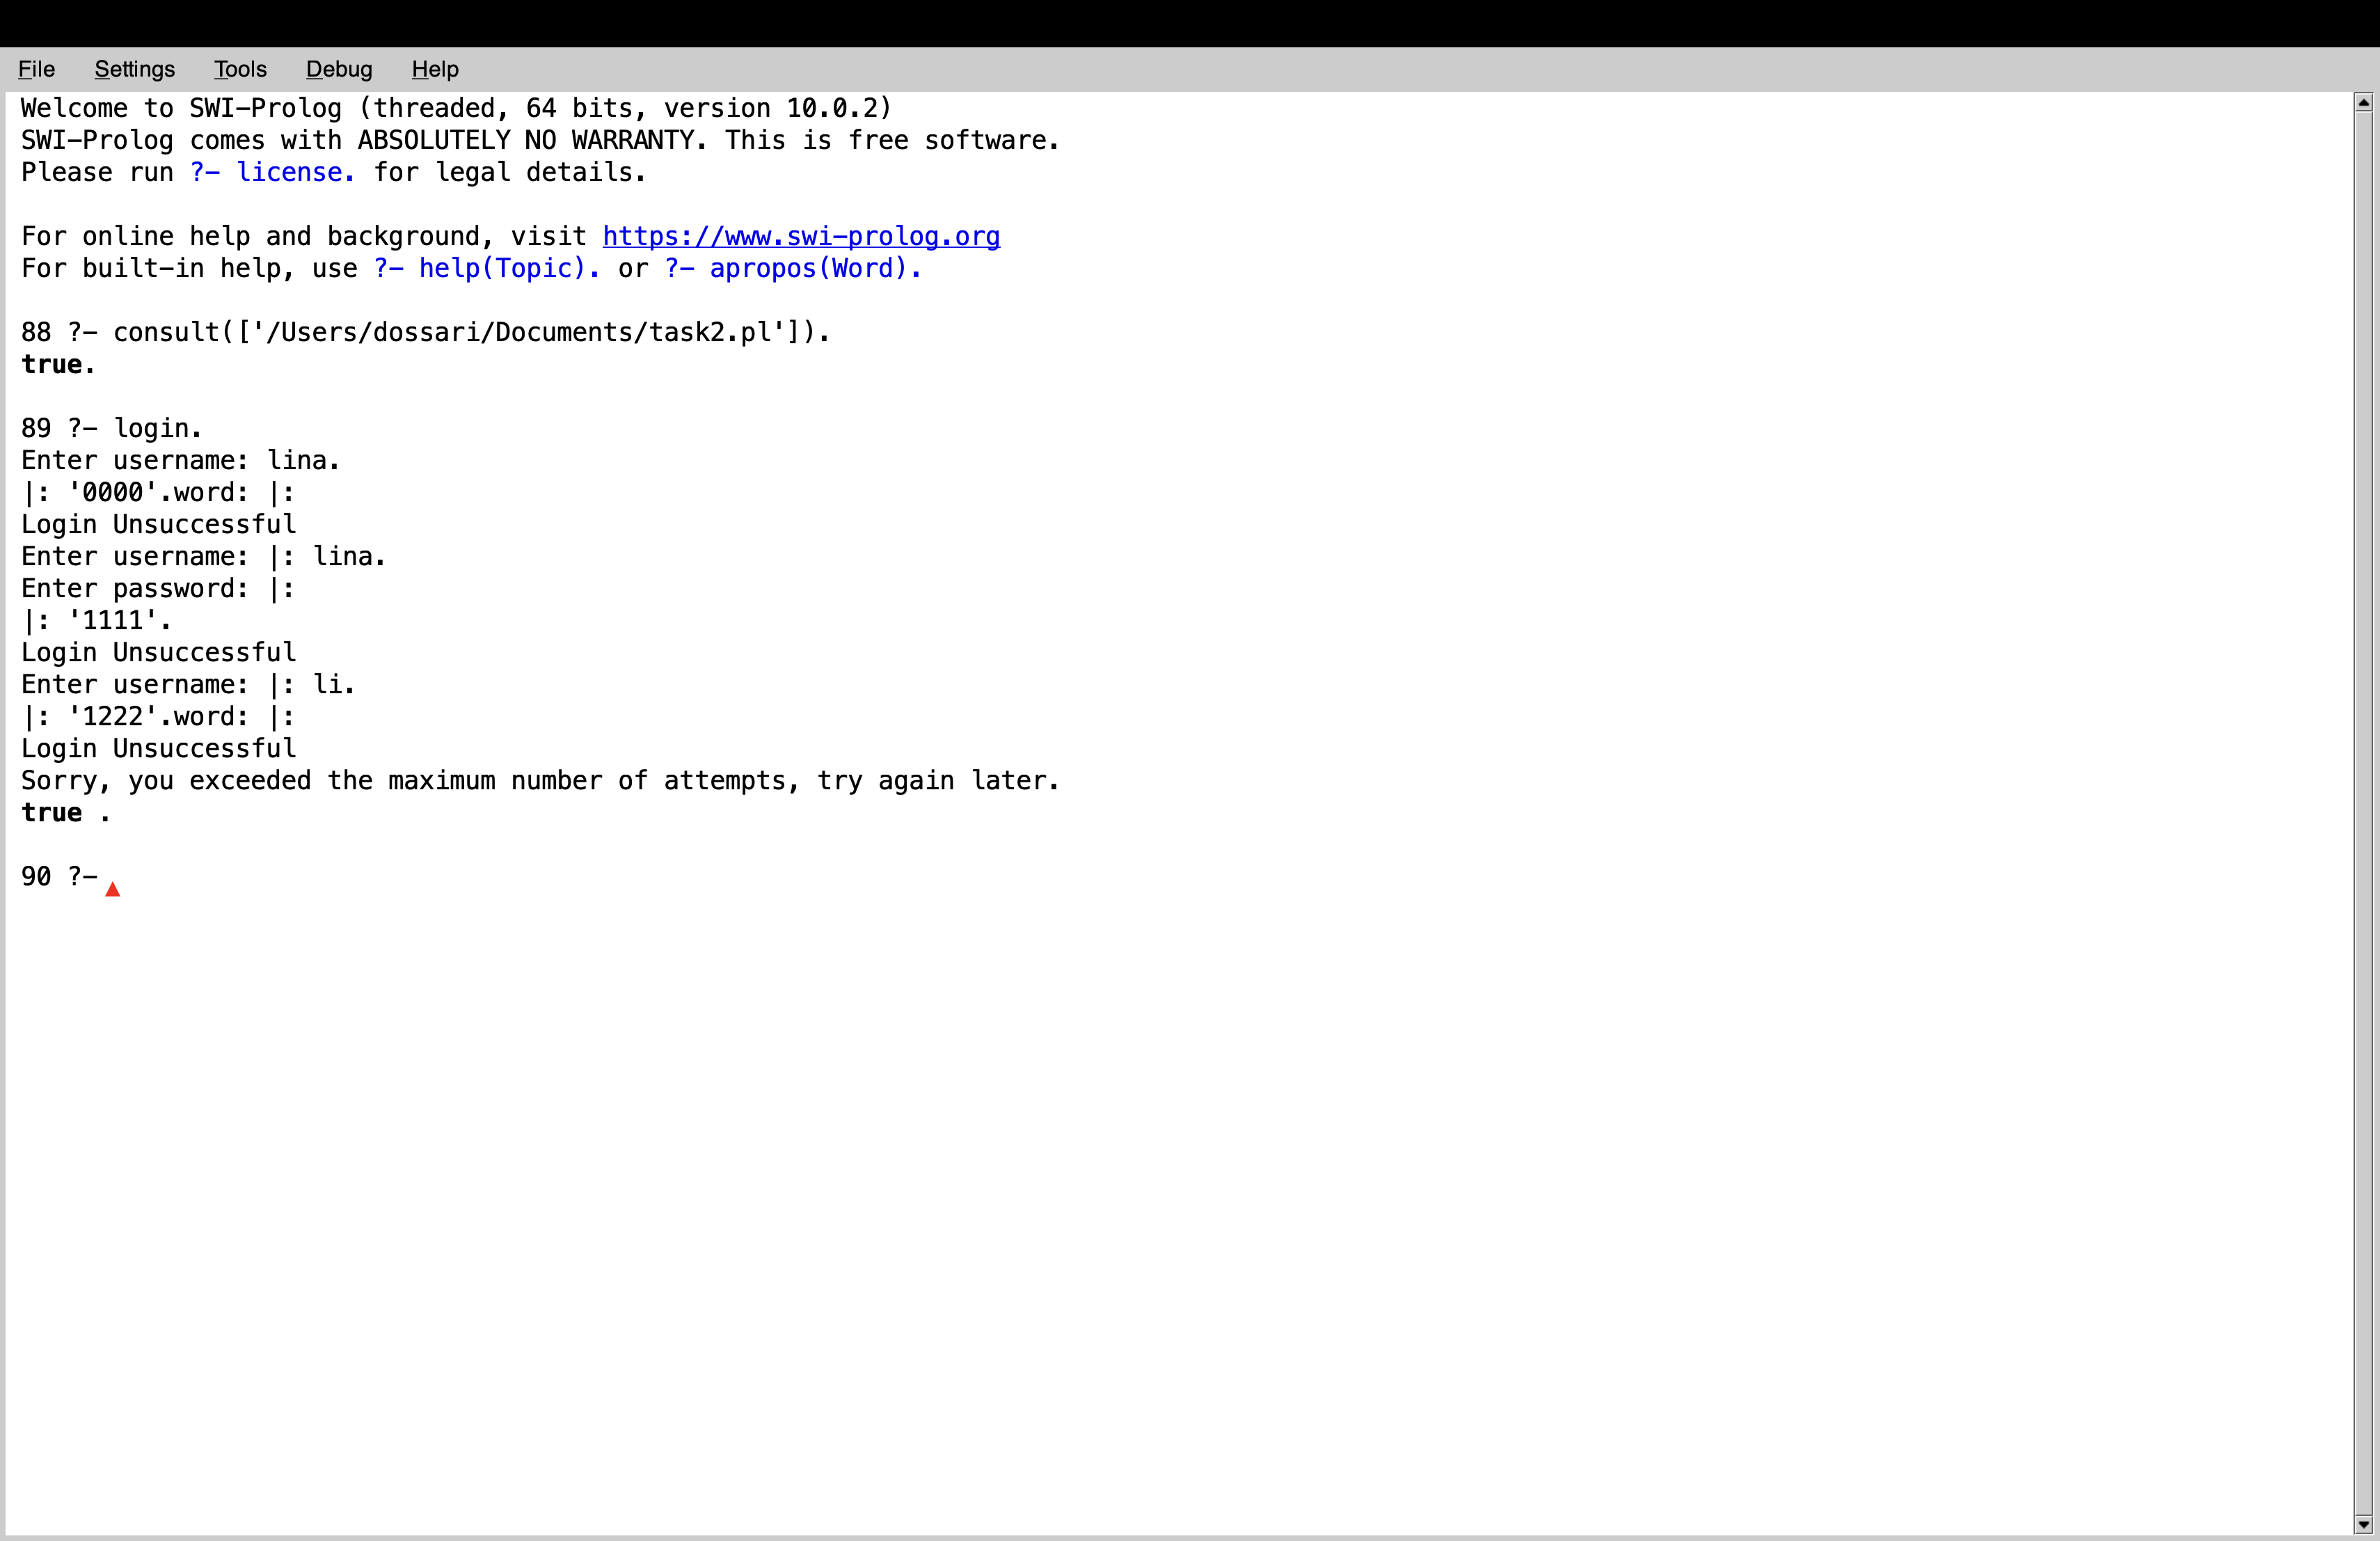 File Settings Tools Debug Help
Welcome to SWI-Prolog (threaded, 64 bits, version 10.0.2)
SWI-Prolog comes with ABSOLUTELY NO WARRANTY. This is free software.
Please run ?- license. for legal details.
For online help and background, visit https://www.swi-prolog.org
For built-in help, use ?- help(Topic). or ?- apropos(Word).
88 ?- consult(['/Users/dossari/Documents/task2.pl']).
true.
89 ?- login.
Enter username: lina.
|: '0000'.word: |:
Login Unsuccessful
Enter username: |: lina.
Enter password: |:
|: '1111'.
Login Unsuccessful
Enter username: |: li.
|: '1222'.word: |:
Login Unsuccessful
Sorry, you exceeded the maximum number of attempts, try again later.
true .
90 ?-